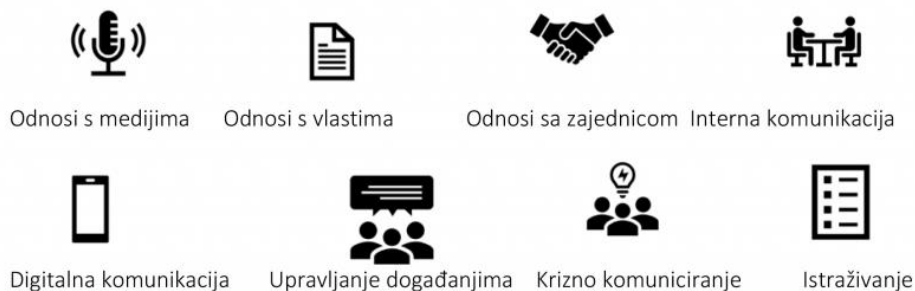 Odnosi s medijima Odnosi s vlastima Odnosi sa zajednicom Interna komunikacija
Digitalna komunikacija Upravljanje događanjima Krizno komuniciranje Istraživanje